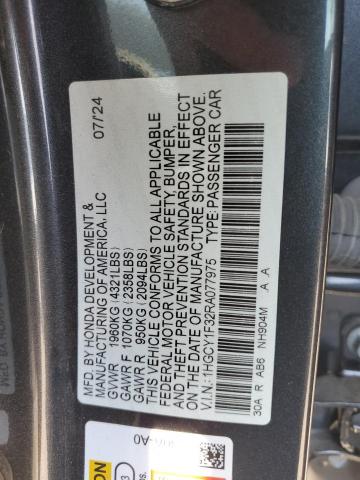 MFD. BY HONDA DEVELOPMENT &
MANUFACTURING OF AMERICA, LLC 07/24
GVWR 1960KG (4321LBS)
GAWR F 1070KG (2358LBS)
GAWR R 950KG (2094LBS)
THIS VEHICLE CONFORMS TO ALL APPLICABLE
FEDERAL MOTOR VEHICLE SAFETY, BUMPER,
AND THEFT PREVENTION STANDARDS IN EFFECT
ON THE DATE OF MANUFACTURE SHOWN ABOVE.
V.I.N.: 1HGCY1F32RA077975 TYPE: PASSENGER CAR
30A R AB6 NH904M A A